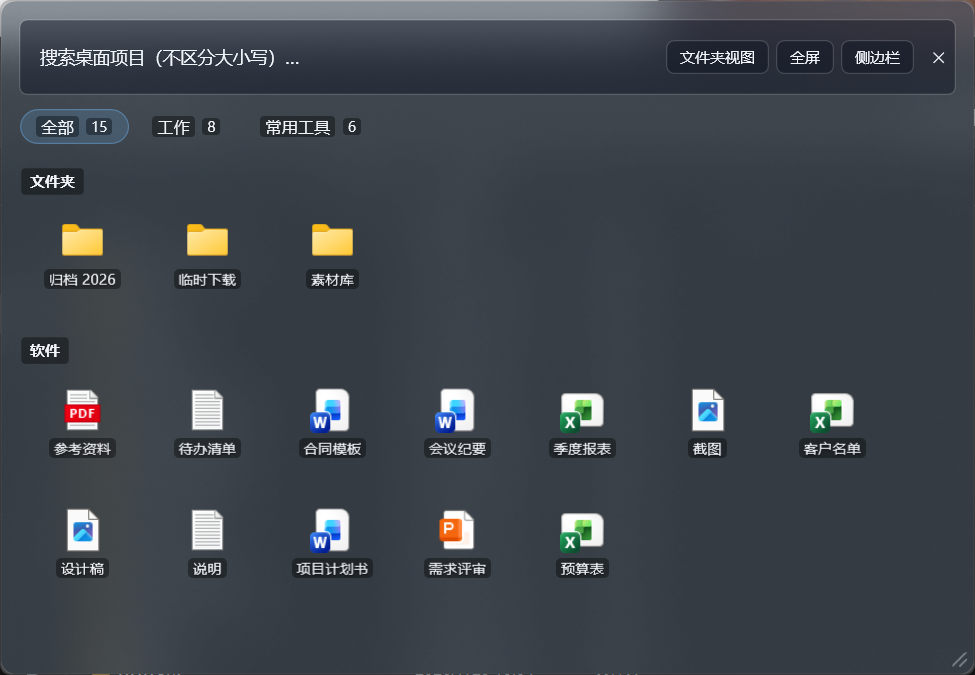 搜索桌面项目（不区分大小写）...
文件夹视图 全屏 侧边栏 ×
全部 15 工作 8 常用工具 6
文件夹
归档 2026 临时下载 素材库
软件
PDF W W X X
参考资料 待办清单 合同模板 会议纪要 季度报表 截图 客户名单
W P X
设计稿 说明 项目计划书 需求评审 预算表